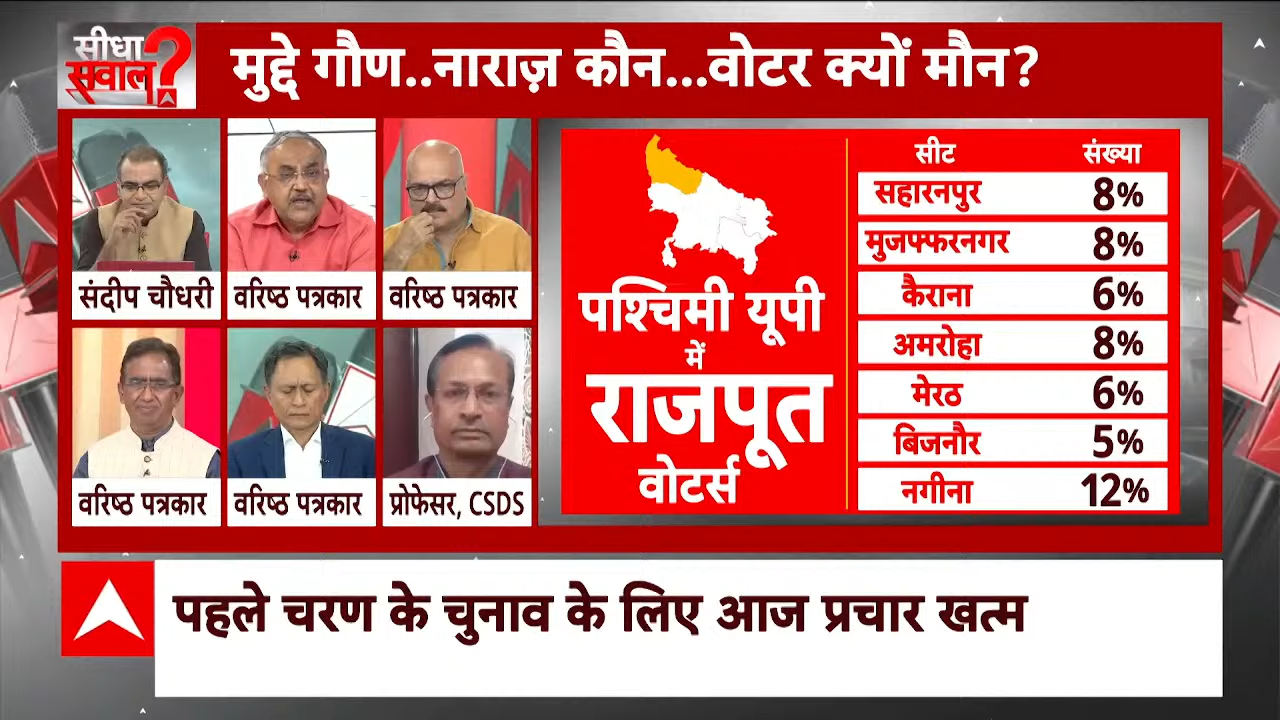 सीधा
सवाल?
मुद्दे गौण..नाराज़ कौन...वोटर क्यों मौन?
संदीप चौधरी
वरिष्ठ पत्रकार
वरिष्ठ पत्रकार
वरिष्ठ पत्रकार
वरिष्ठ पत्रकार
प्रोफेसर, CSDS
पश्चिमी यूपी
में
राजपूत
वोटर्स
सीट संख्या
सहारनपुर 8%
मुजफ्फरनगर 8%
कैराना 6%
अमरोहा 8%
मेरठ 6%
बिजनौर 5%
नगीना 12%
पहले चरण के चुनाव के लिए आज प्रचार खत्म